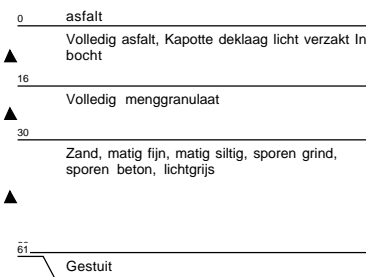 0 asfalt
Volledig asfalt, Kapotte deklaag licht verzakt In
bocht
16
Volledig menggranulaat
30
Zand, matig fijn, matig siltig, sporen grind,
sporen beton, lichtgrijs
61
Gestuit